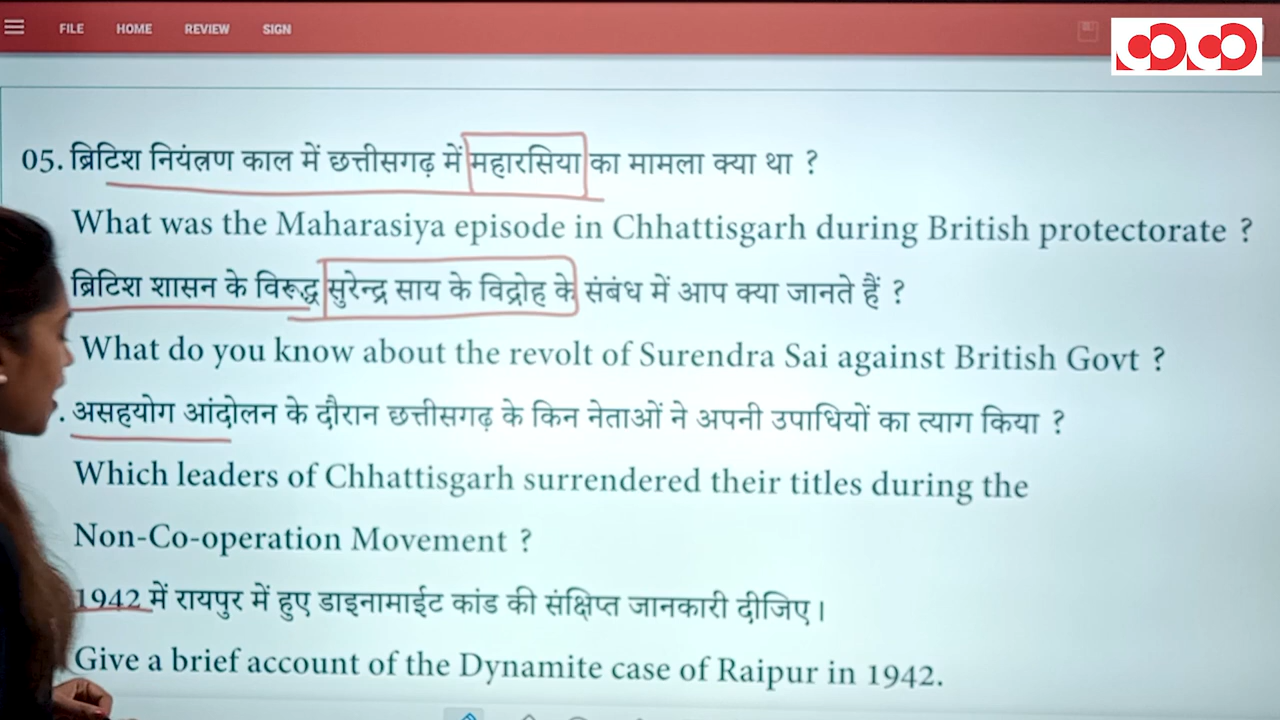 FILE HOME REVIEW SIGN
05. ब्रिटिश नियंत्रण काल में छत्तीसगढ़ में महारसिया का मामला क्या था ?
What was the Maharasiya episode in Chhattisgarh during British protectorate ?
ब्रिटिश शासन के विरूद्ध सुरेन्द्र साय के विद्रोह के संबंध में आप क्या जानते हैं ?
What do you know about the revolt of Surendra Sai against British Govt ?
. असहयोग आंदोलन के दौरान छत्तीसगढ़ के किन नेताओं ने अपनी उपाधियों का त्याग किया ?
Which leaders of Chhattisgarh surrendered their titles during the
Non-Co-operation Movement ?
1942 में रायपुर में हुए डाइनामाईट कांड की संक्षिप्त जानकारी दीजिए।
Give a brief account of the Dynamite case of Raipur in 1942.